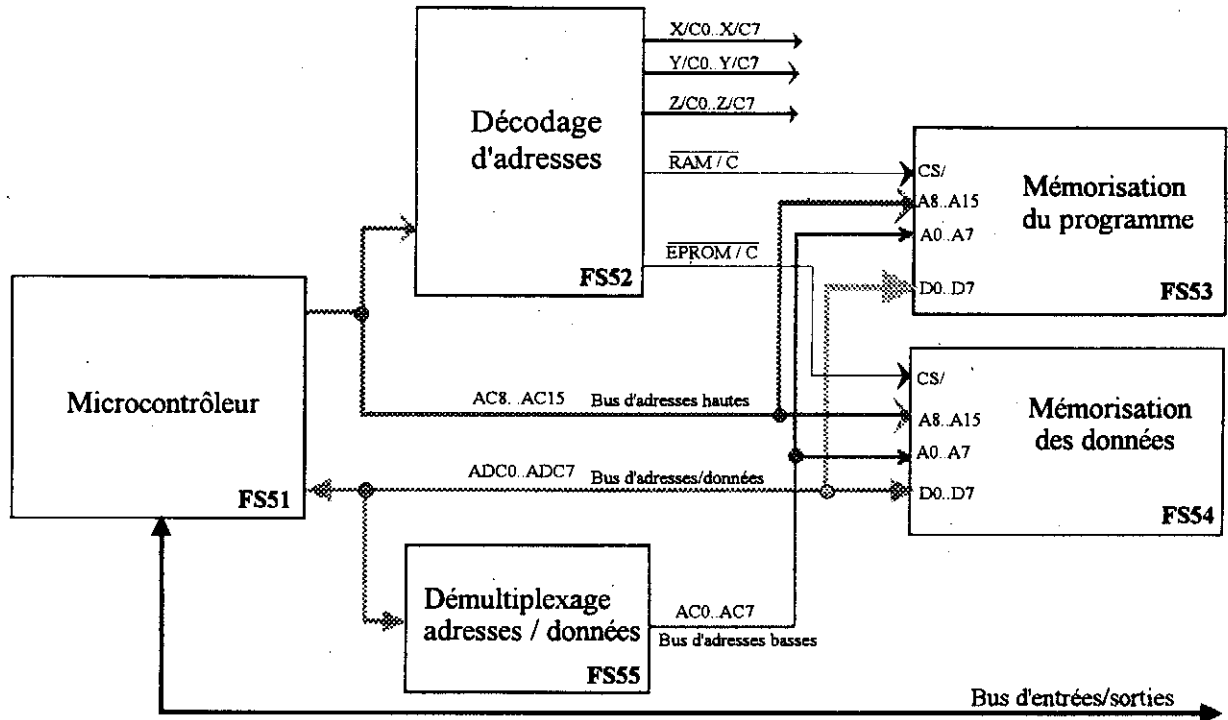 X/C0..X/C7
Y/C0..Y/C7
Z/C0..Z/C7
Décodage
d'adresses
RAM / C
EPROM / C
FS52
CS/
A8..A15
A0..A7
D0..D7
Mémorisation
du programme
FS53
Microcontrôleur
FS51
AC8...AC15 Bus d'adresses hautes
ADC0..ADC7 Bus d'adresses/données
CS/
A8..A15
A0..A7
D0..D7
Mémorisation
des données
FS54
Démultiplexage
adresses / données
FS55
AC0..AC7
Bus d'adresses basses
Bus d'entrées/sorties